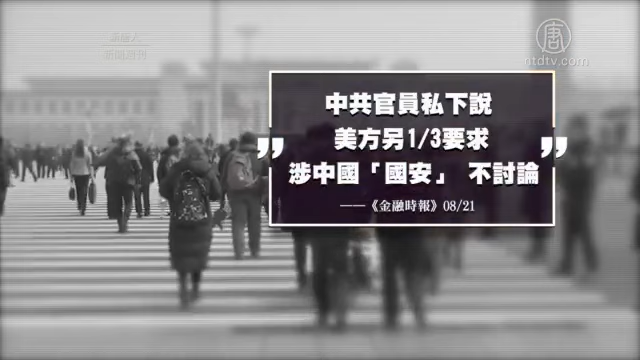 唐
ntdtv.com
中共官員私下說
”美方另1/3要求”
涉中國「國安」 不討論
——《金融時報》08/21